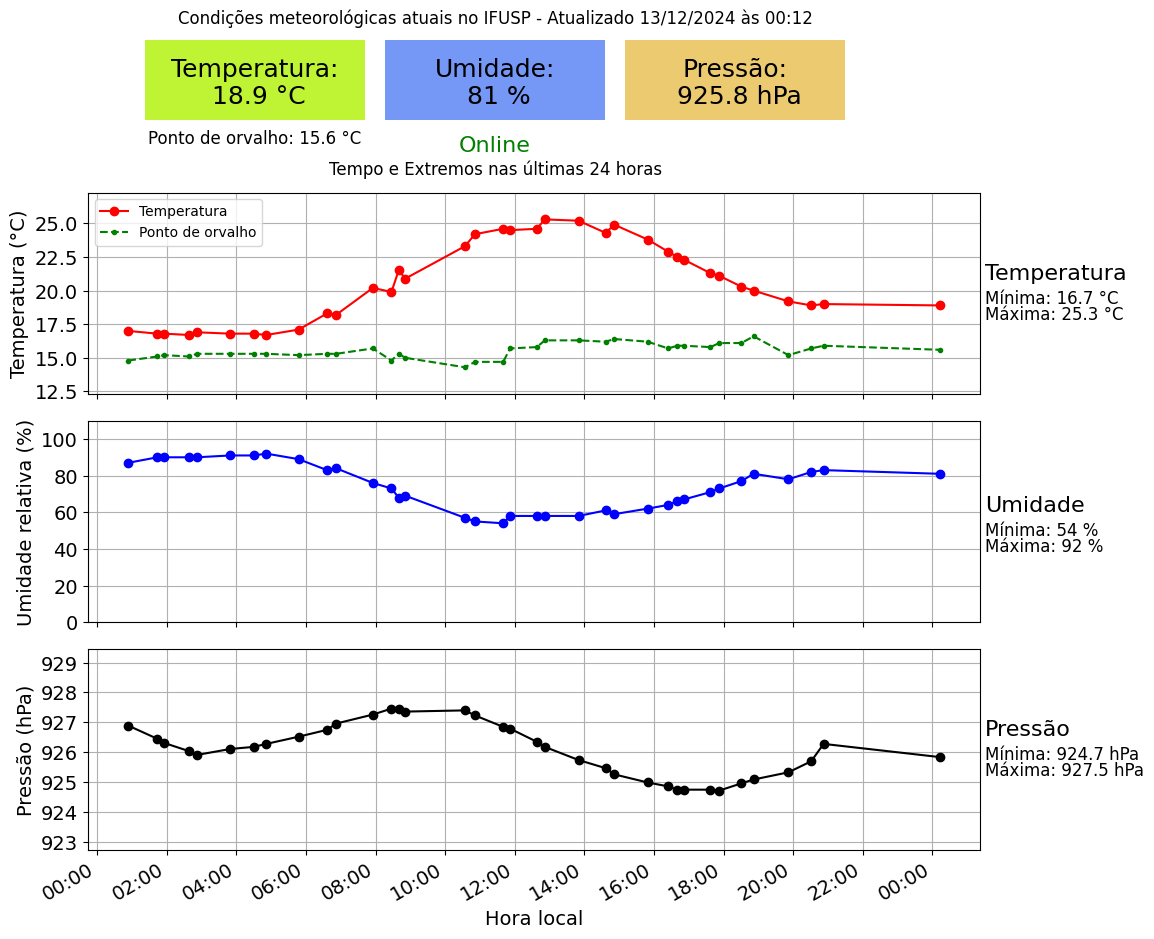 Condições meteorológicas atuais no IFUSP - Atualizado 13/12/2024 às 00:12
Temperatura:
18.9 °C
Umidade:
81 %
Pressão:
925.8 hPa
Ponto de orvalho: 15.6 °C
Online
Tempo e Extremos nas últimas 24 horas
Temperatura (°C)
25.0
22.5
20.0
17.5
15.0
12.5
Temperatura
Ponto de orvalho
Temperatura
Mínima: 16.7 °C
Máxima: 25.3 °C
Umidade relativa (%)
100
80
60
40
20
0
Umidade
Mínima: 54 %
Máxima: 92 %
Pressão (hPa)
929
928
927
926
925
924
923
Pressão
Mínima: 924.7 hPa
Máxima: 927.5 hPa
00:00
02:00
04:00
06:00
08:00
10:00
12:00
14:00
16:00
18:00
20:00
22:00
00:00
Hora local